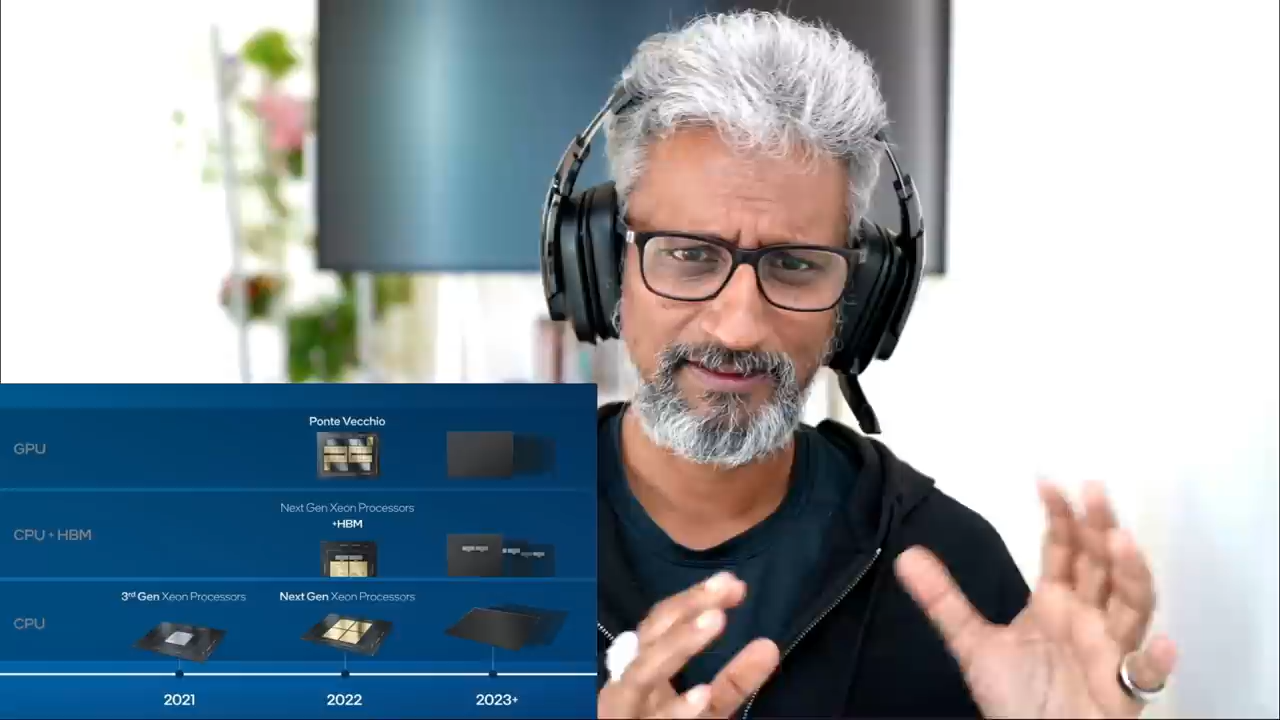 Ponte Vecchio
GPU
Next Gen Xeon Processors
+HBM
CPU + HBM
3rd Gen Xeon Processors
Next Gen Xeon Processors
CPU
2021
2022
2023+